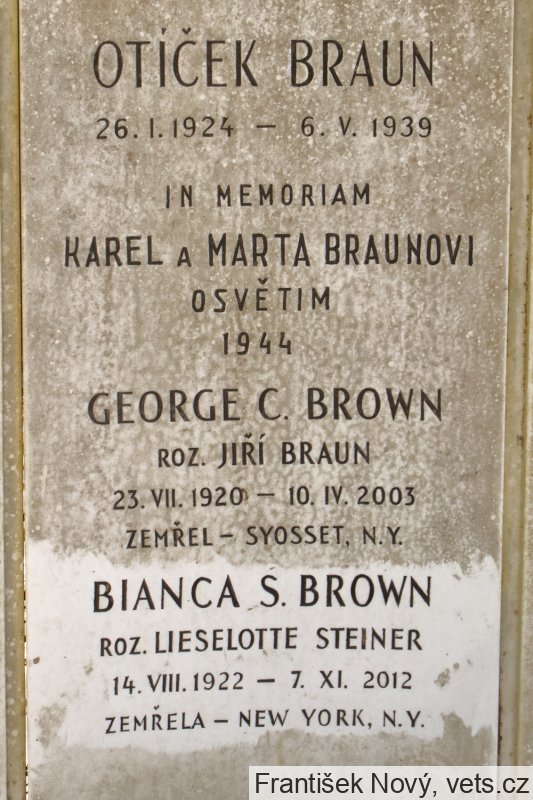 OTÍČEK BRAUN
26. I. 1924 — 6. V. 1939
IN MEMORIAM
KAREL A MARTA BRAUNOVI
OSVĚTIM
1944
GEORGE C. BROWN
ROZ. JIŘÍ BRAUN
23. VII. 1920 — 10. IV. 2003
ZEMŘEL — SYOSSET, N.Y.
BIANCA S. BROWN
ROZ. LIESELOTTE STEINER
14. VIII. 1922 — 7. XI. 2012
ZEMŘELA — NEW YORK, N.Y.
František Nový, vets.cz